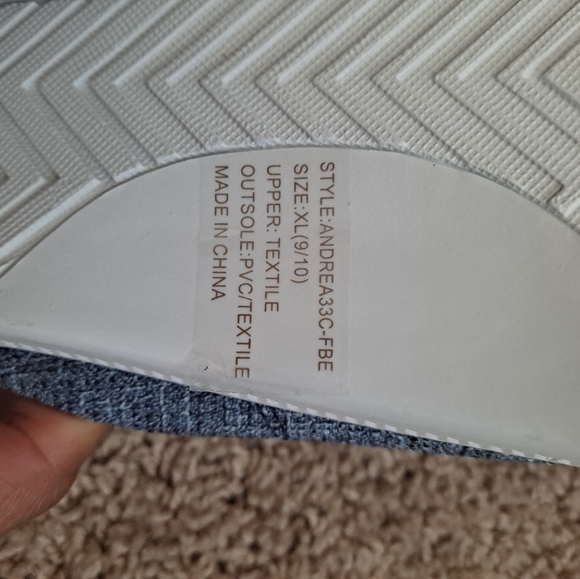 STYLE:ANDREA33C-FBE
SIZE:XL(9/10)
UPPER: TEXTILE
OUTSOLE:PVC/TEXTILE
MADE IN CHINA